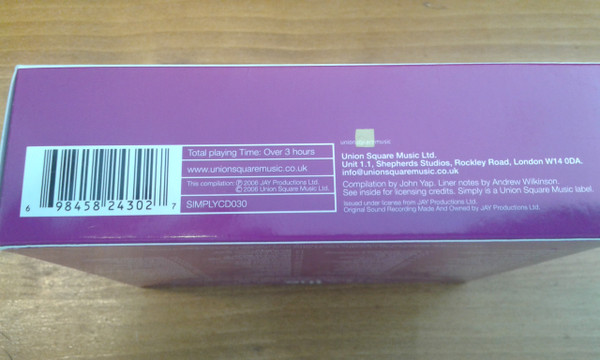 6 98458 24302 7
Total playing Time: Over 3 hours
www.unionsquaremusic.co.uk
This compilation: Ⓟ 2006 JAY Productions Ltd.
© 2006 Union Square Music Ltd.
SIMPLYCD030
unionsquaremusic
Union Square Music Ltd.
Unit 1.1, Shepherds Studios, Rockley Road, London W14 0DA.
info@unionsquaremusic.co.uk
Compilation by John Yap. Liner notes by Andrew Wilkinson.
See inside for licensing credits. Simply is a Union Square Music label.
Issued under license from JAY Productions Ltd.
Original Sound Recording Made And Owned by JAY Productions Ltd.